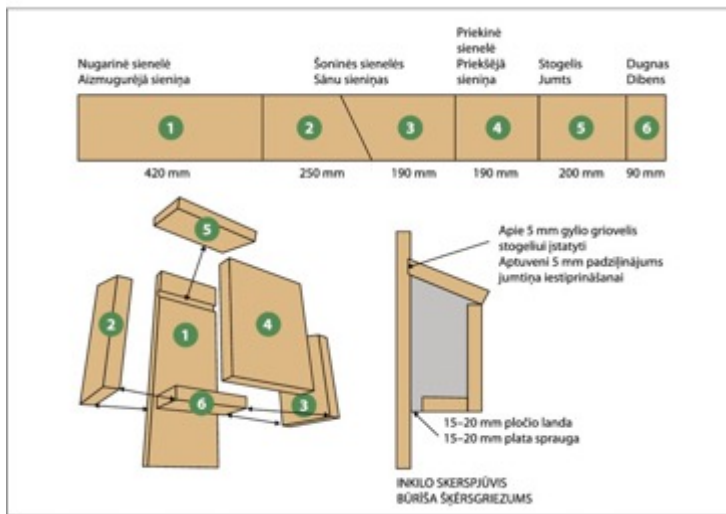 Nugarinė sienelė
Aizmugurējā sieniņa
Šoninės sienelės
Sānu sieniņas
Priekinė
sienelė
Priekšējā
sieniņa
Stogelis
Jumts
Dugnas
Dibens
1
2
3
4
5
6
420 mm
250 mm
190 mm
190 mm
200 mm
90 mm
5
2
1
4
6
3
Apie 5 mm gylio griovelis
stogeliui įstatyti
Aptuveni 5 mm padziļinājums
jumtiņa iestiprināšanai
15–20 mm pločio landa
15–20 mm plata sprauga
INKILO SKERSPJŪVIS
BŪRĪŠA ŠĶĒRSGRIEZUMS